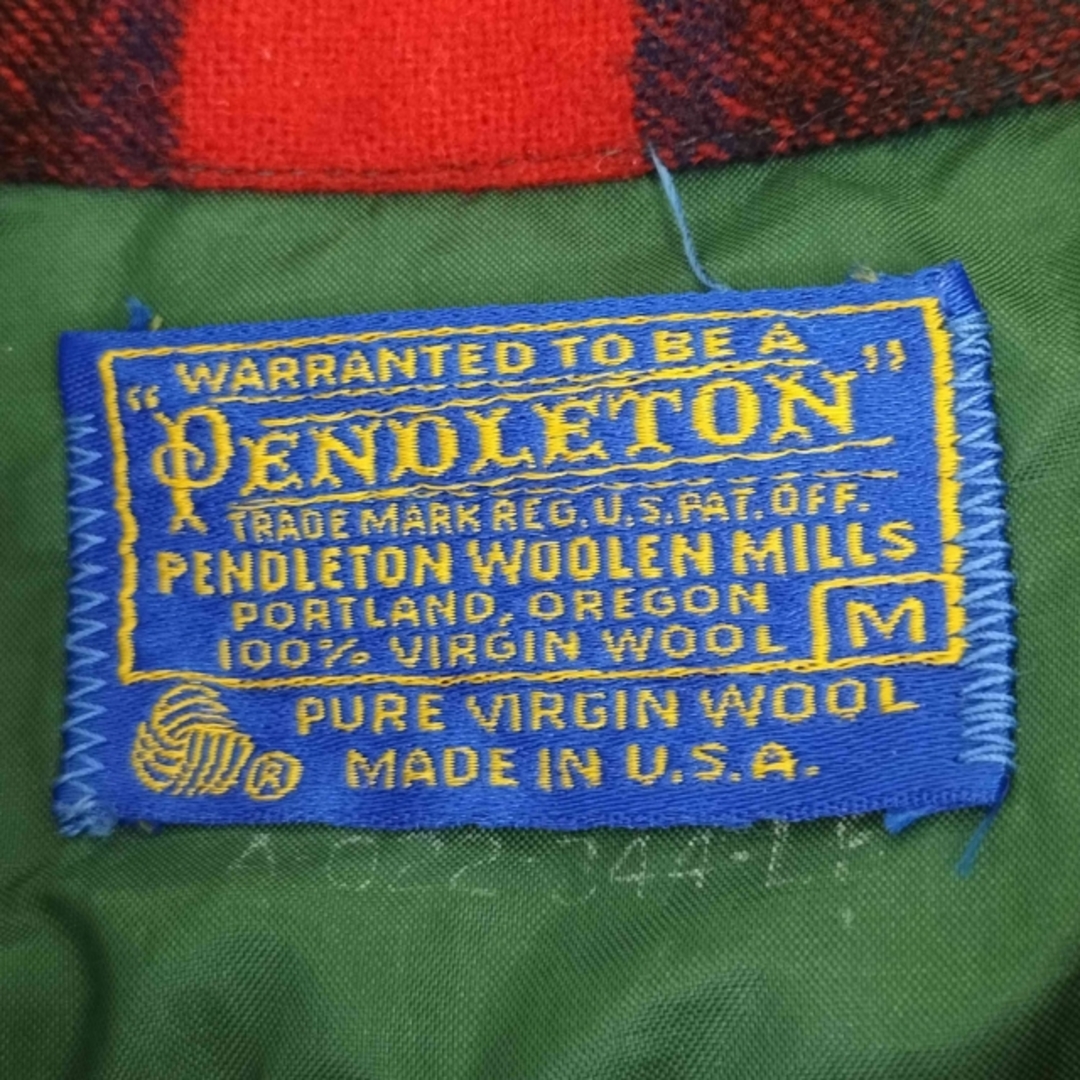 WARRANTED TO BE A
"PENDLETON"
TRADE MARK REG. U.S. PAT. OFF.
PENDLETON WOOLEN MILLS
PORTLAND, OREGON
100% VIRGIN WOOL M
PURE VIRGIN WOOL
® MADE IN U.S.A.